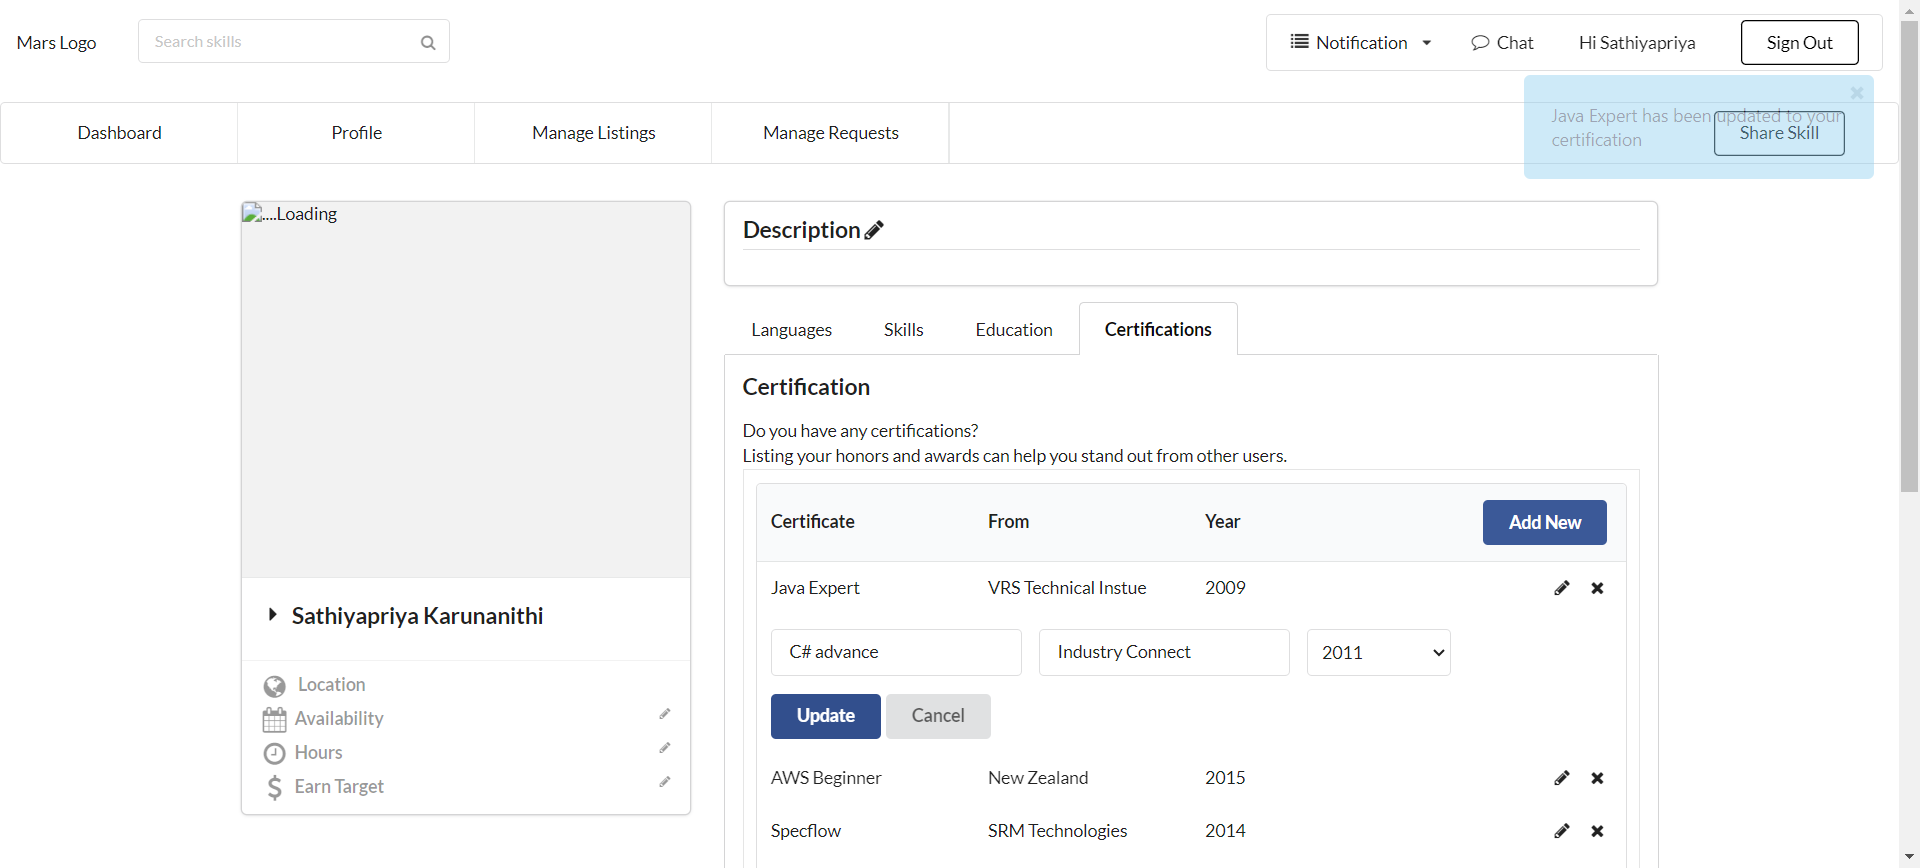 Mars Logo
Search skills
Notification
Chat
Hi Sathiyapriya
Sign Out
Java Expert has been updated to your
certification
Dashboard
Profile
Manage Listings
Manage Requests
Share Skill
....Loading
Sathiyapriya Karunanithi
Location
Availability
Hours
Earn Target
Description
Languages
Skills
Education
Certifications
Certification
Do you have any certifications?
Listing your honors and awards can help you stand out from other users.
Certificate From Year Add New
Java Expert VRS Technical Instue 2009
C# advance Industry Connect 2011
Update Cancel
AWS Beginner New Zealand 2015
Specflow SRM Technologies 2014